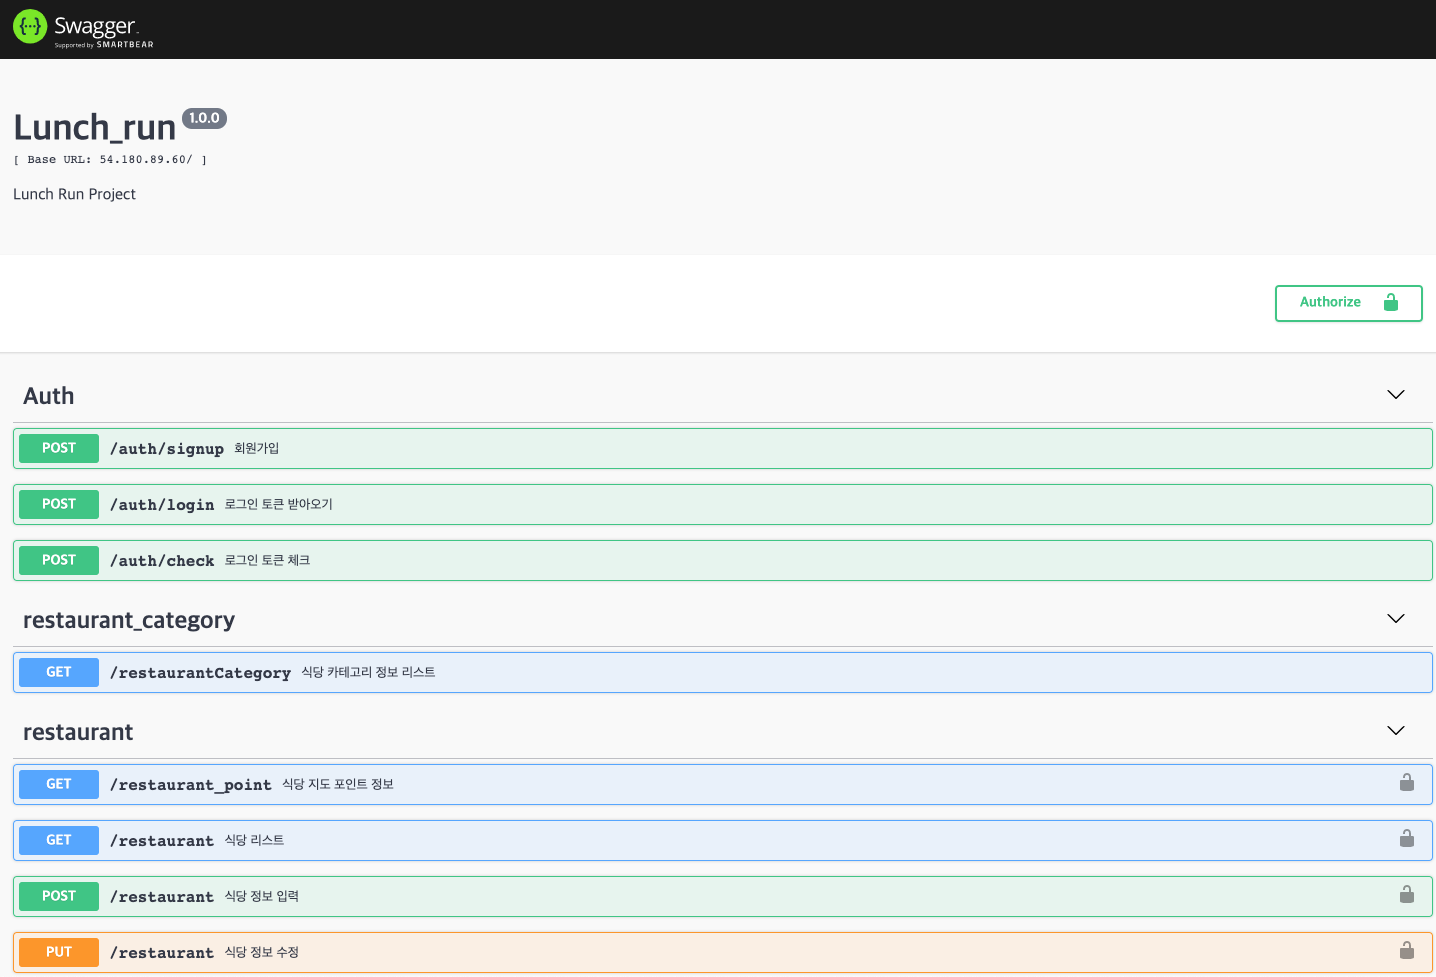 Swagger
Supported by SMARTBEAR
Lunch_run 1.0.0
[ Base URL: 54.180.89.60/ ]
Lunch Run Project
Authorize
Auth
POST /auth/signup 회원가입
POST /auth/login 로그인 토큰 받아오기
POST /auth/check 로그인 토큰 체크
restaurant_category
GET /restaurantCategory 식당 카테고리 정보 리스트
restaurant
GET /restaurant_point 식당 지도 포인트 정보
GET /restaurant 식당 리스트
POST /restaurant 식당 정보 입력
PUT /restaurant 식당 정보 수정